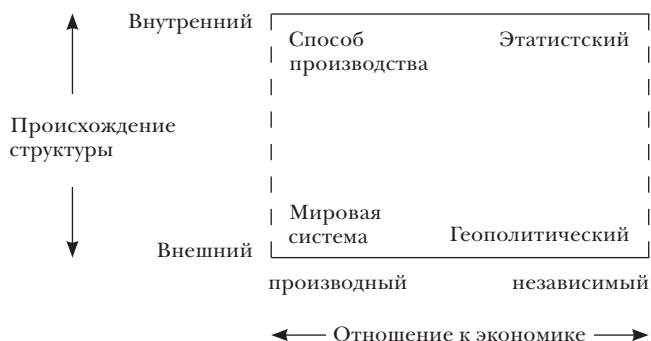 Внутренний
Способ Этатистский
производства
Происхождение
структуры
Мировая
система Геополитический
Внешний
производный независимый
Отношение к экономике